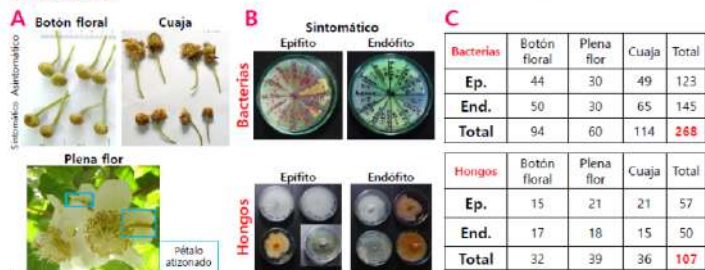 A
Botón floral Cuaja
Asintomático
Sintomático
Plena flor
Pétalo
atizonado
B
Sintomático
Epífito Endófito
Bacterias
Epífito Endófito
Hongos
C
Bacterias Botón floral Plena flor Cuaja Total
Ep. 44 30 49 123
End. 50 30 65 145
Total 94 60 114 268
Hongos Botón floral Plena flor Cuaja Total
Ep. 15 21 21 57
End. 17 18 15 50
Total 32 39 36 107